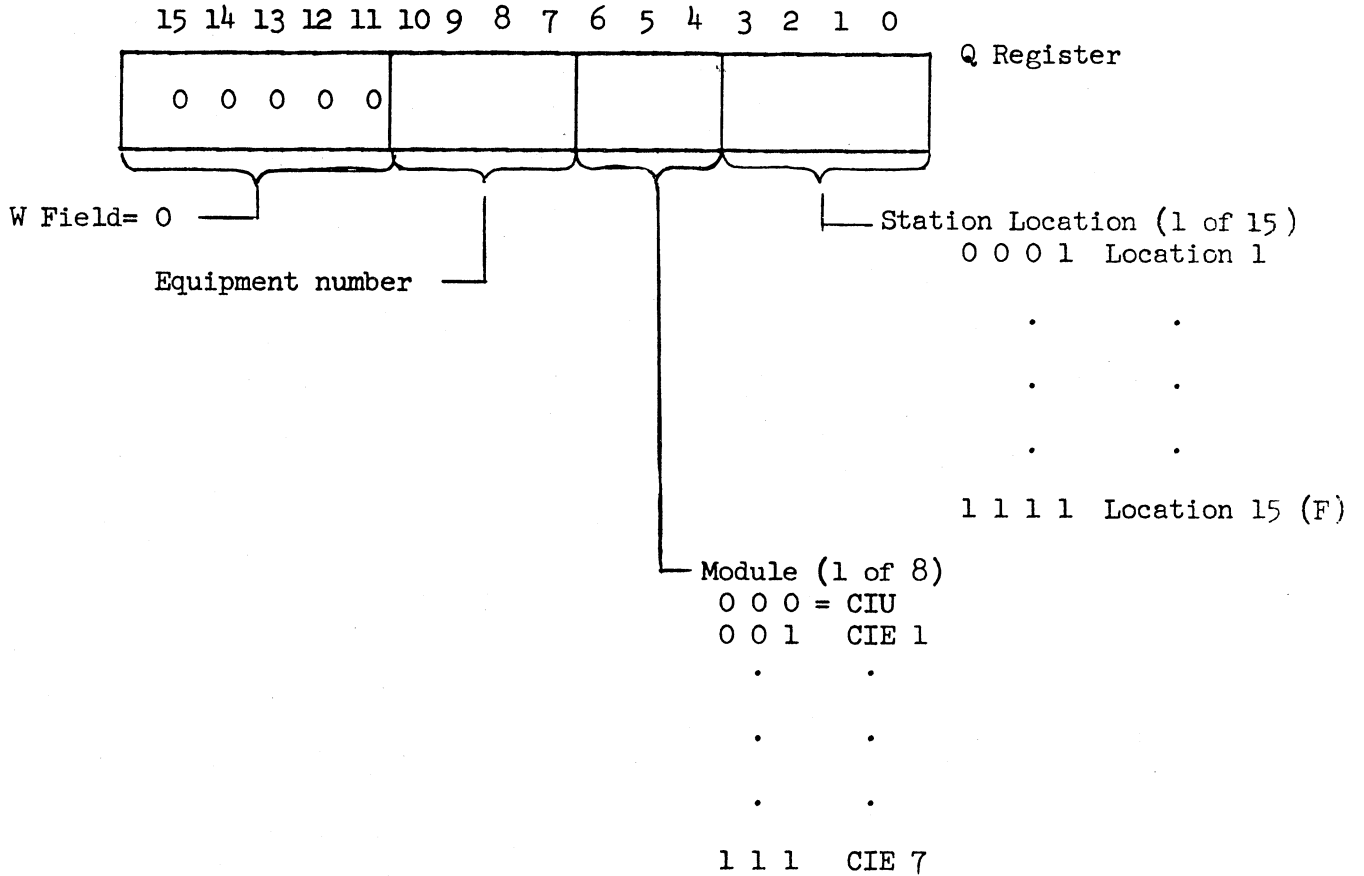 15 14 13 12 11 10 9 8 7 6 5 4 3 2 1 0
Q Register
0 0 0 0 0
W Field= 0
Station Location (1 of 15)
0 0 0 1 Location 1
Equipment number
. .
. .
. .
1 1 1 1 Location 15 (F)
Module (1 of 8)
0 0 0 = CIU
0 0 1 CIE 1
. .
. .
. .
1 1 1 CIE 7